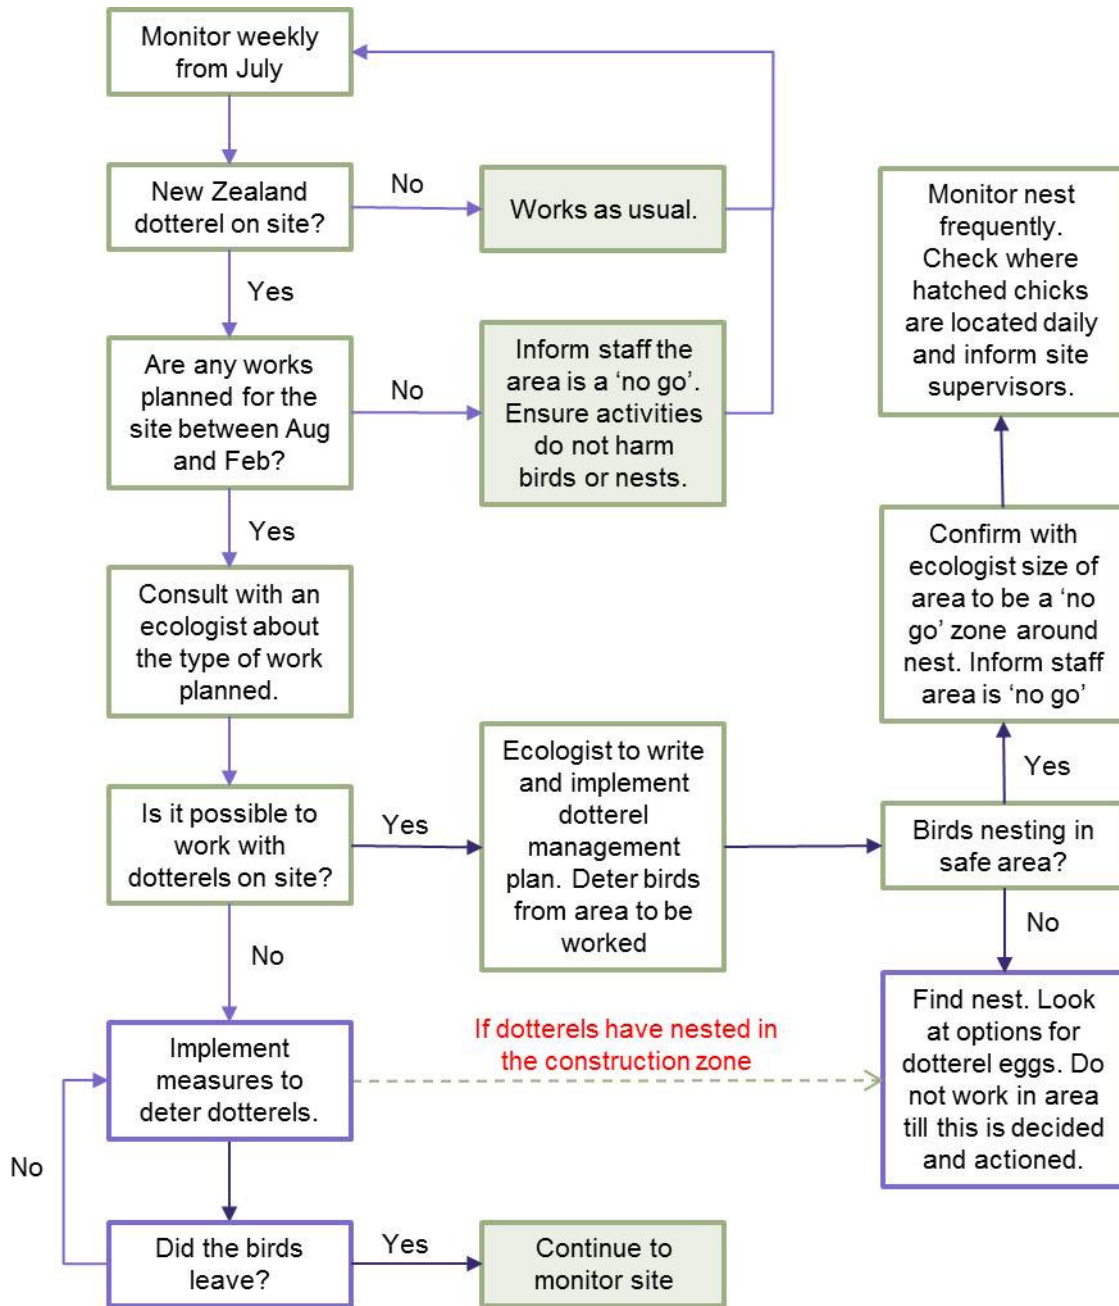 Monitor weekly
from July
New Zealand
dotterel on site?
No
Works as usual.
Monitor nest
frequently.
Check where
hatched chicks
are located daily
and inform site
supervisors.
Yes
Are any works
planned for the
site between Aug
and Feb?
No
Inform staff the
area is a ‘no go’.
Ensure activities
do not harm
birds or nests.
Yes
Consult with an
ecologist about
the type of work
planned.
Confirm with
ecologist size of
area to be a ‘no
go’ zone around
nest. Inform staff
area is ‘no go’
Is it possible to
work with
dotterels on site?
Yes
Ecologist to write
and implement
dotterel
management
plan. Deter birds
from area to be
worked
Yes
Birds nesting in
safe area?
No
No
Implement
measures to
deter dotterels.
If dotterels have nested in
the construction zone
Find nest. Look
at options for
dotterel eggs. Do
not work in area
till this is decided
and actioned.
No
Did the birds
leave?
Yes
Continue to
monitor site